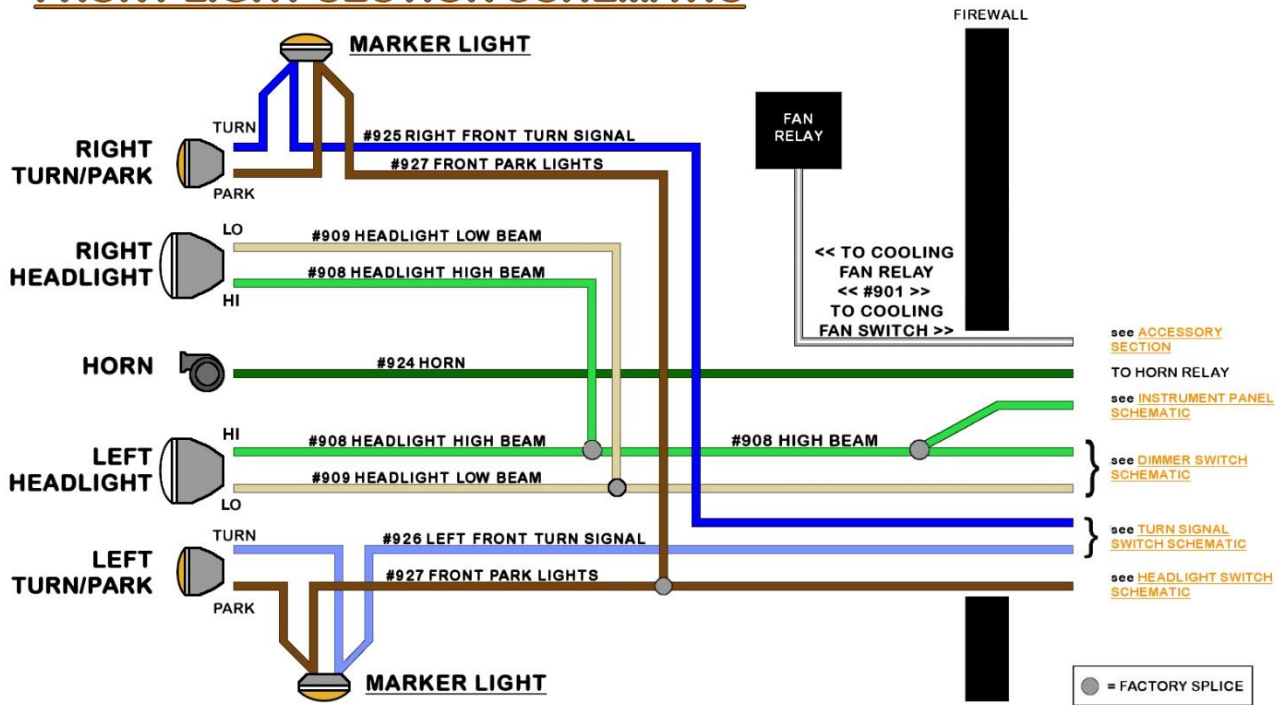 FRONT LIGHT SECTION SCHEMATIC
FIREWALL
MARKER LIGHT
FAN
RELAY
TURN
#925 RIGHT FRONT TURN SIGNAL
RIGHT
TURN/PARK
#927 FRONT PARK LIGHTS
PARK
LO
#909 HEADLIGHT LOW BEAM
RIGHT
HEADLIGHT
#908 HEADLIGHT HIGH BEAM
HI
<< TO COOLING
FAN RELAY
<< #901 >>
TO COOLING
FAN SWITCH >>
see ACCESSORY
SECTION
HORN
#924 HORN
TO HORN RELAY
see INSTRUMENT PANEL
SCHEMATIC
HI
#908 HEADLIGHT HIGH BEAM
#908 HIGH BEAM
LEFT
HEADLIGHT
#909 HEADLIGHT LOW BEAM
LO
see DIMMER SWITCH
SCHEMATIC
TURN
#926 LEFT FRONT TURN SIGNAL
see TURN SIGNAL
SWITCH SCHEMATIC
LEFT
TURN/PARK
#927 FRONT PARK LIGHTS
PARK
see HEADLIGHT SWITCH
SCHEMATIC
MARKER LIGHT
= FACTORY SPLICE